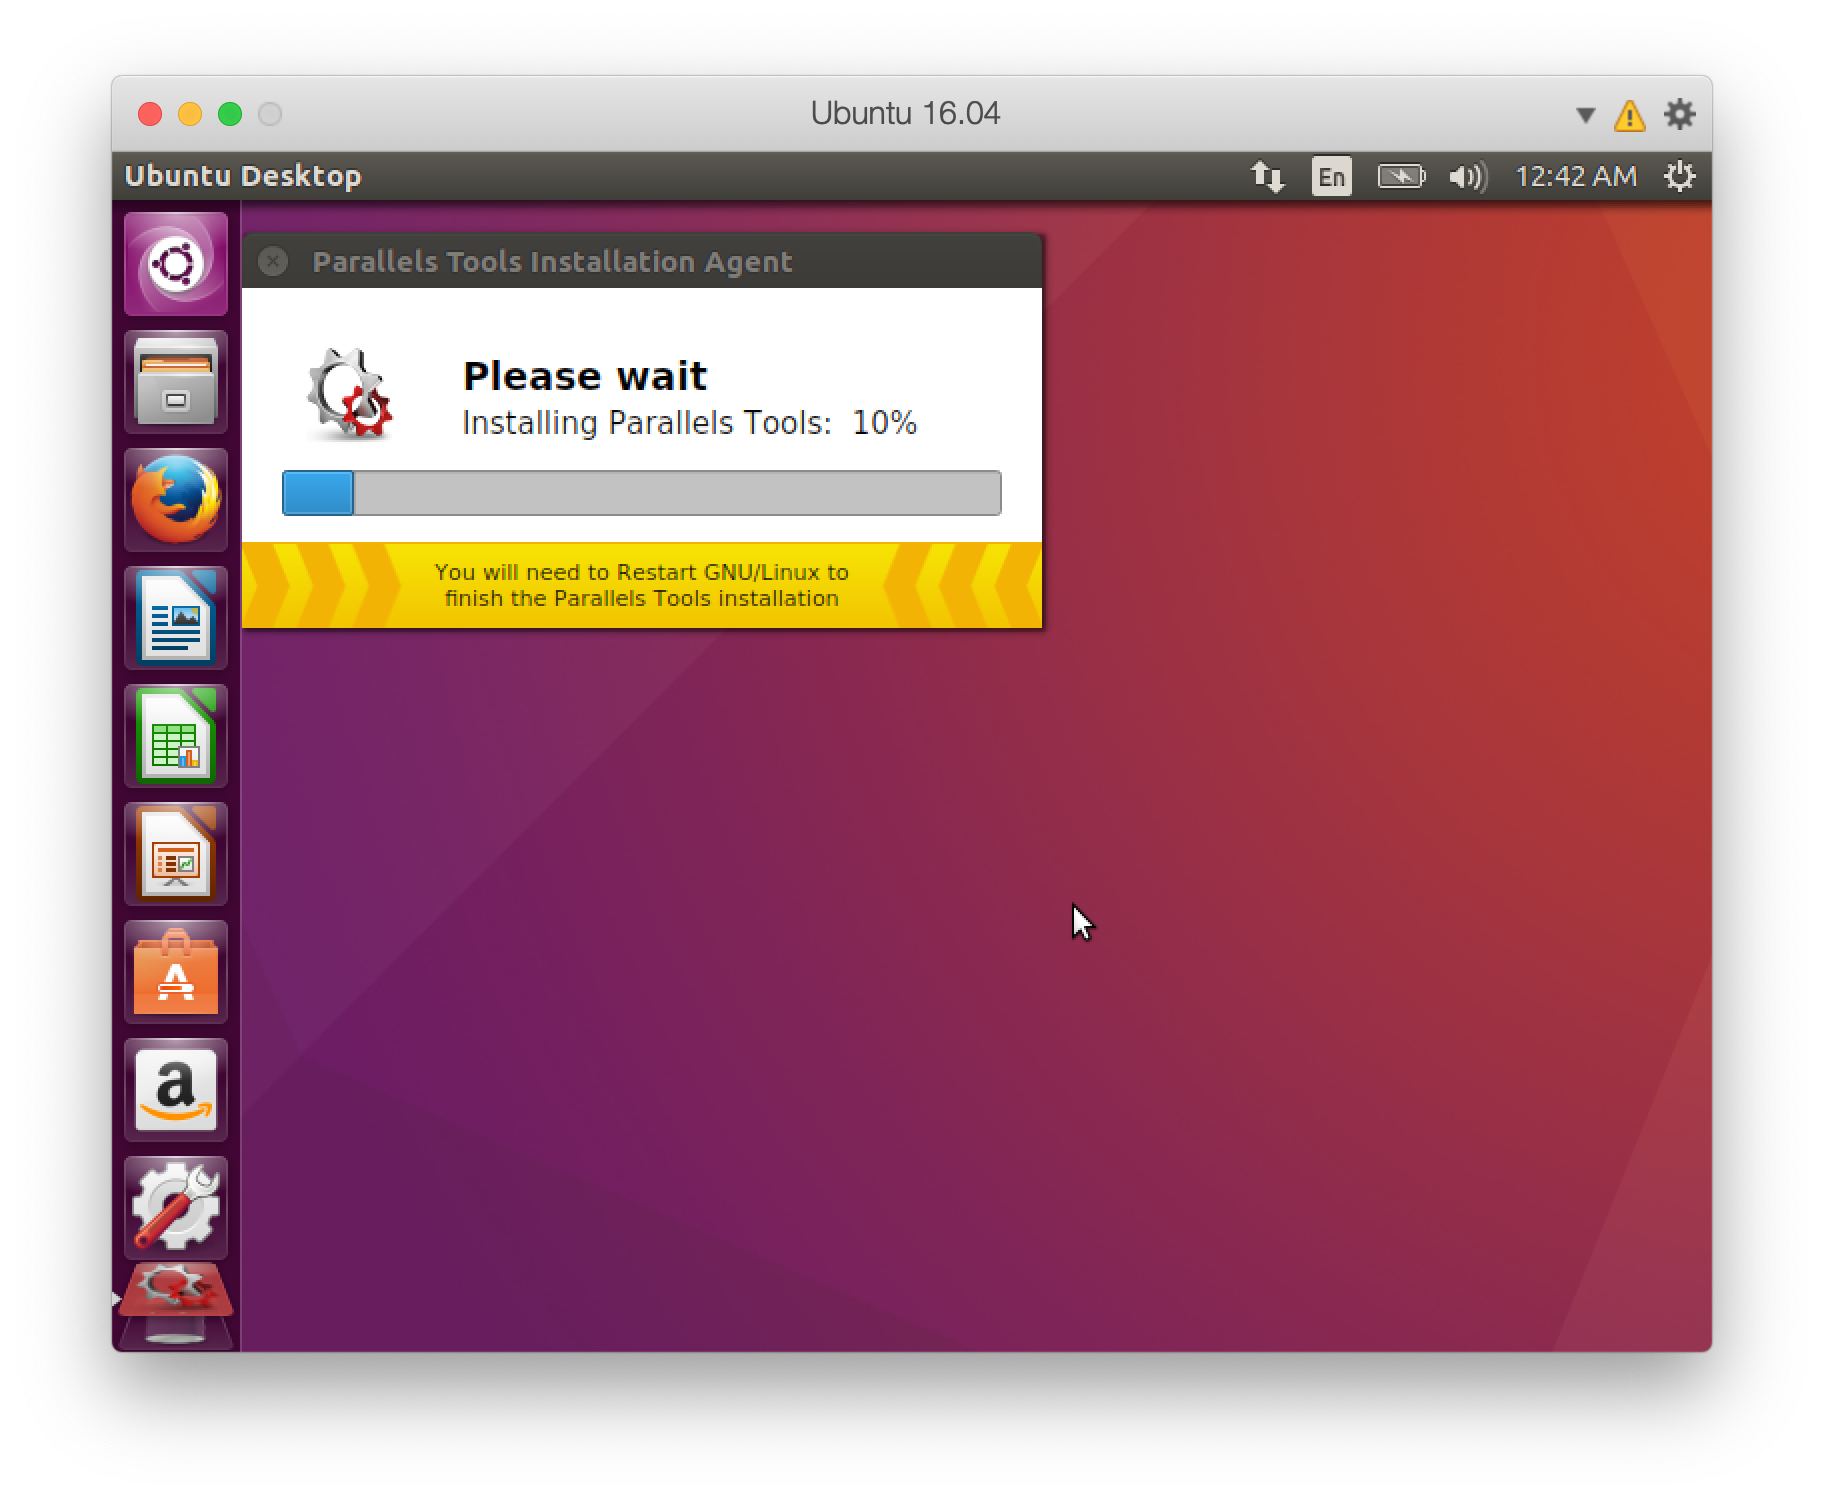 Ubuntu 16.04
Ubuntu Desktop
En
12:42 AM
Parallels Tools Installation Agent
Please wait
Installing Parallels Tools: 10%
You will need to Restart GNU/Linux to
finish the Parallels Tools installation
A
a